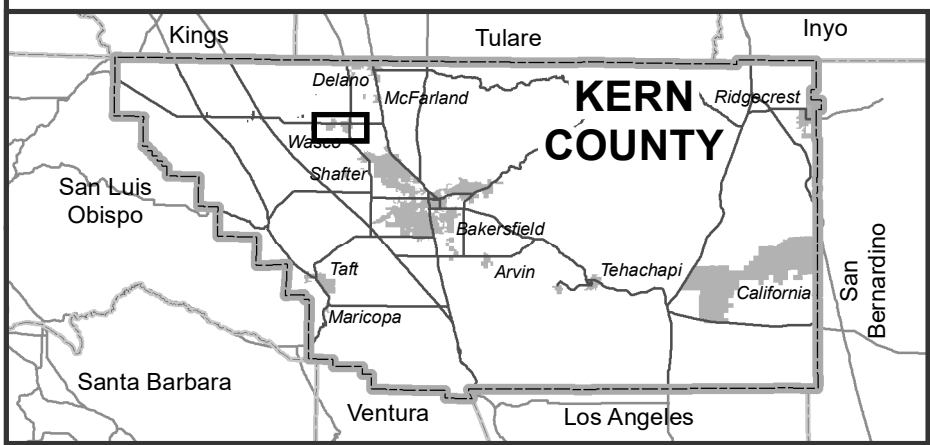 Kings
Tulare
Inyo
Delano
McFarland
KERN
COUNTY
Ridgecrest
Wasco
Shafter
San Luis
Obispo
Bakersfield
Taft
Arvin
Tehachapi
California
San
Bernardino
Maricopa
Santa Barbara
Ventura
Los Angeles